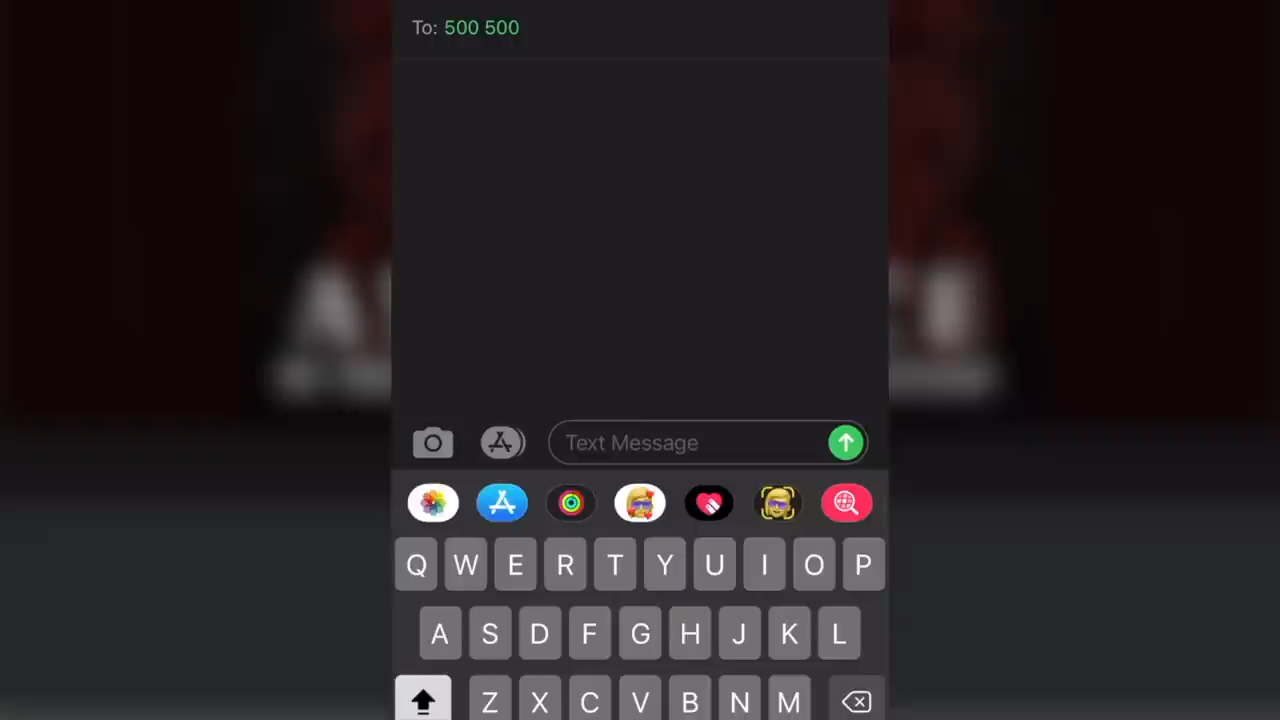 To: 500 500
Text Message
Q W E R T Y U I O P
A S D F G H J K L
Z X C V B N M